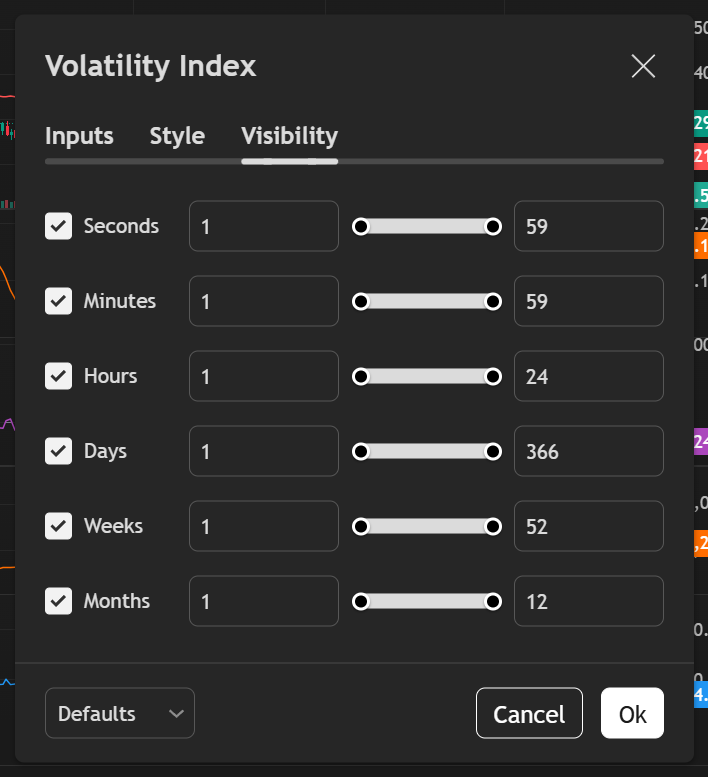 Volatility Index
Inputs Style Visibility
Seconds 1 59
Minutes 1 59
Hours 1 24
Days 1 366
Weeks 1 52
Months 1 12
Defaults Cancel Ok